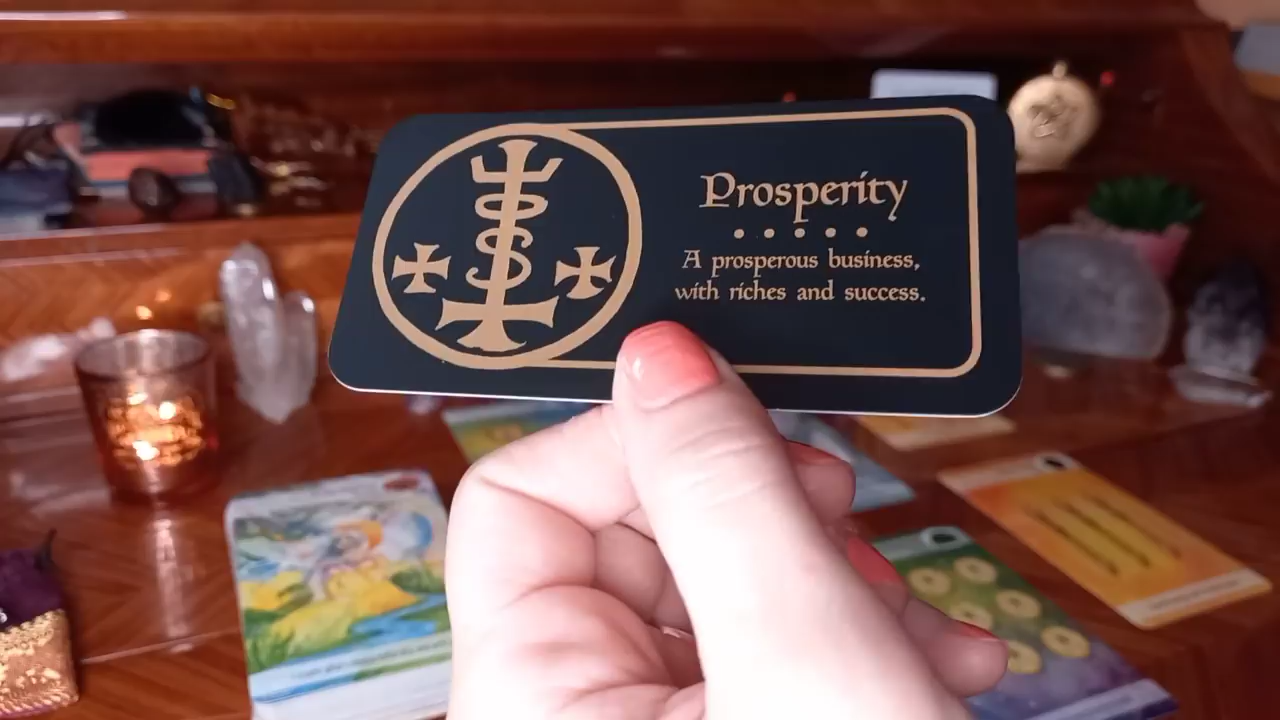 Prosperity
A prosperous business,
with riches and success.